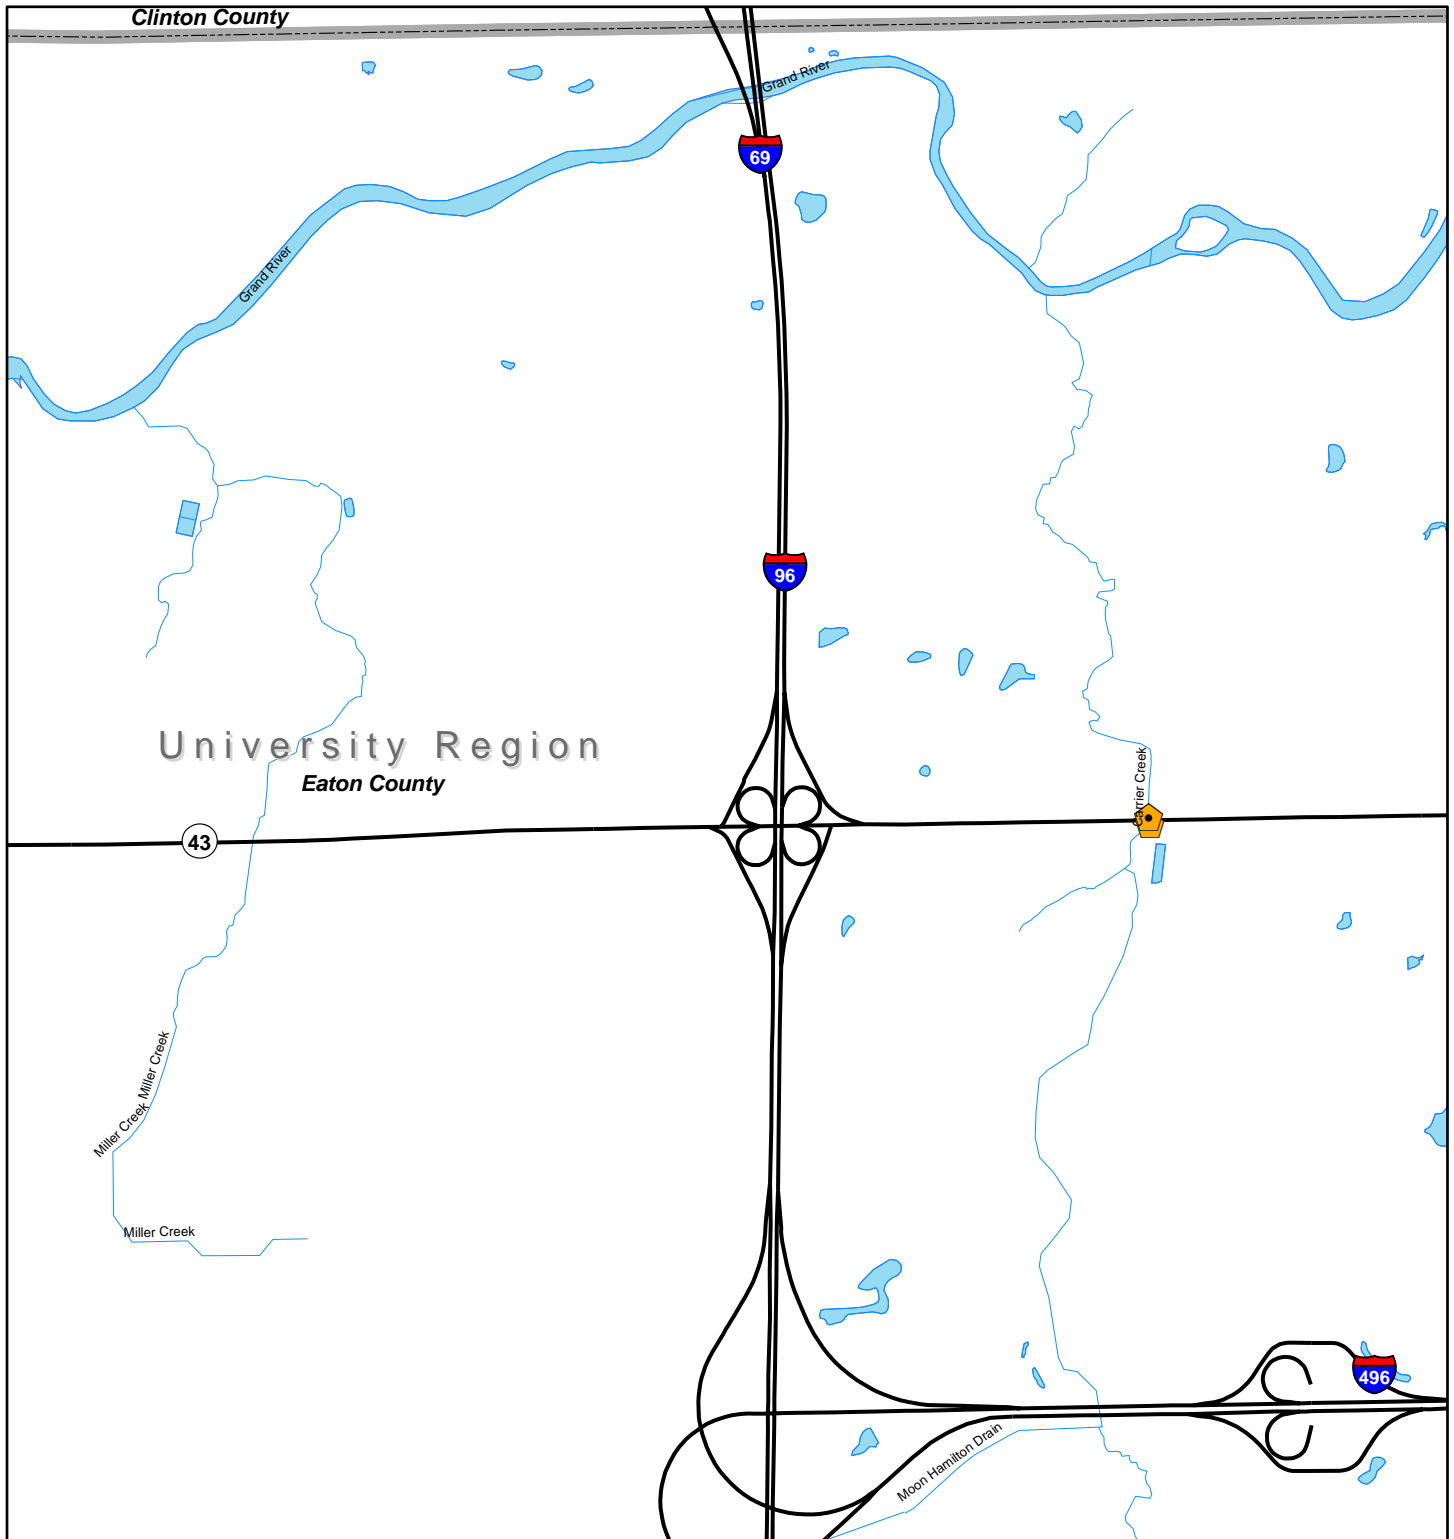 Clinton County
Grand River
69
Grand River
96
University Region
Eaton County
Carrier Creek
43
Miller Creek
Miller Creek
Miller Creek
496
Moon Hamilton Drain